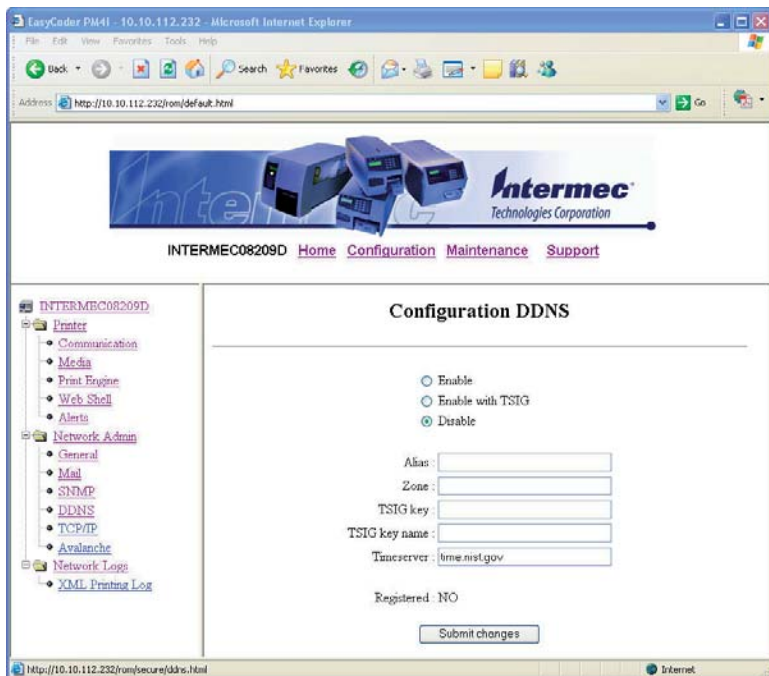 EasyCoder PM4i - 10.10.112.232 - Microsoft Internet Explorer
File Edit View Favorites Tools Help
Back Search Favorites
Address http://10.10.112.232/rom/default.html Go
Intermec
Intermec
Technologies Corporation
INTERMEC08209D Home Configuration Maintenance Support
INTERMEC08209D
Printer
Communication
Media
Print Engine
Web Shell
Alerts
Network Admin
General
Mail
SNMP
DDNS
TCP/IP
Avalanche
Network Logs
XML Printing Log
Configuration DDNS
Enable
Enable with TSIG
Disable
Alias :
Zone :
TSIG key :
TSIG key name :
Timeserver : time.nist.gov
Registered : NO
Submit changes
http://10.10.112.232/rom/secure/ddns.html Internet